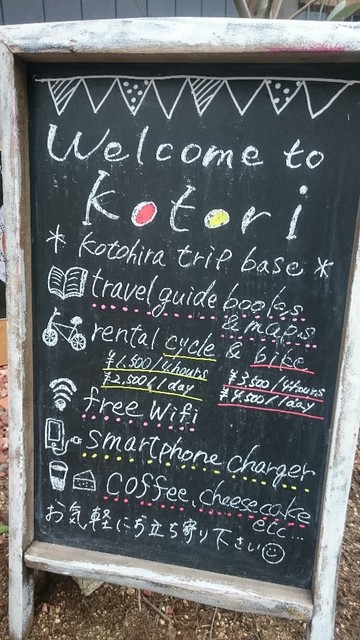 Welcome to
Kotori
* Kotohira trip base *
travel guide books
& maps
rental cycle & bike
¥1,500/4hours ¥3,500/4hours
¥2,500/1day ¥4,500/1day
free Wifi
smartphone charger
coffee, cheesecake
etc...
お気軽にお立ち寄り下さい☺